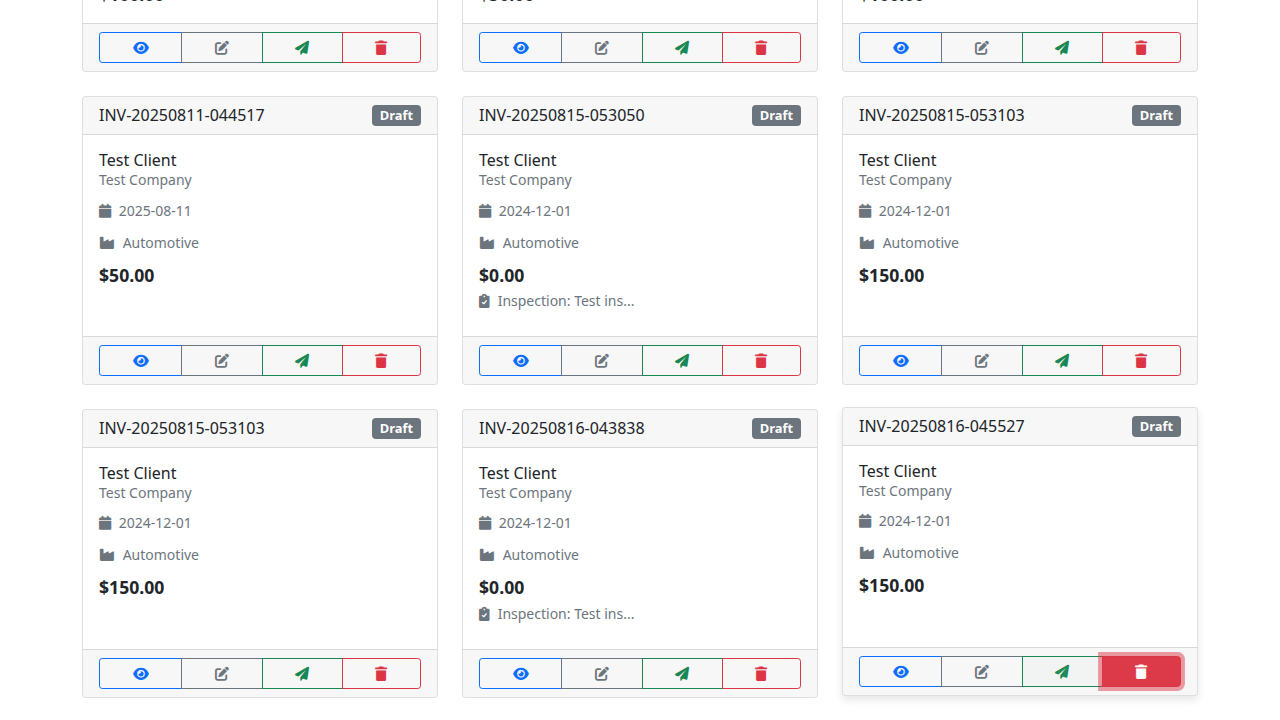 INV-20250811-044517 Draft
Test Client
Test Company
2025-08-11
Automotive
$50.00
INV-20250815-053050 Draft
Test Client
Test Company
2024-12-01
Automotive
$0.00
Inspection: Test ins...
INV-20250815-053103 Draft
Test Client
Test Company
2024-12-01
Automotive
$150.00
INV-20250815-053103 Draft
Test Client
Test Company
2024-12-01
Automotive
$150.00
INV-20250816-043838 Draft
Test Client
Test Company
2024-12-01
Automotive
$0.00
Inspection: Test ins...
INV-20250816-045527 Draft
Test Client
Test Company
2024-12-01
Automotive
$150.00